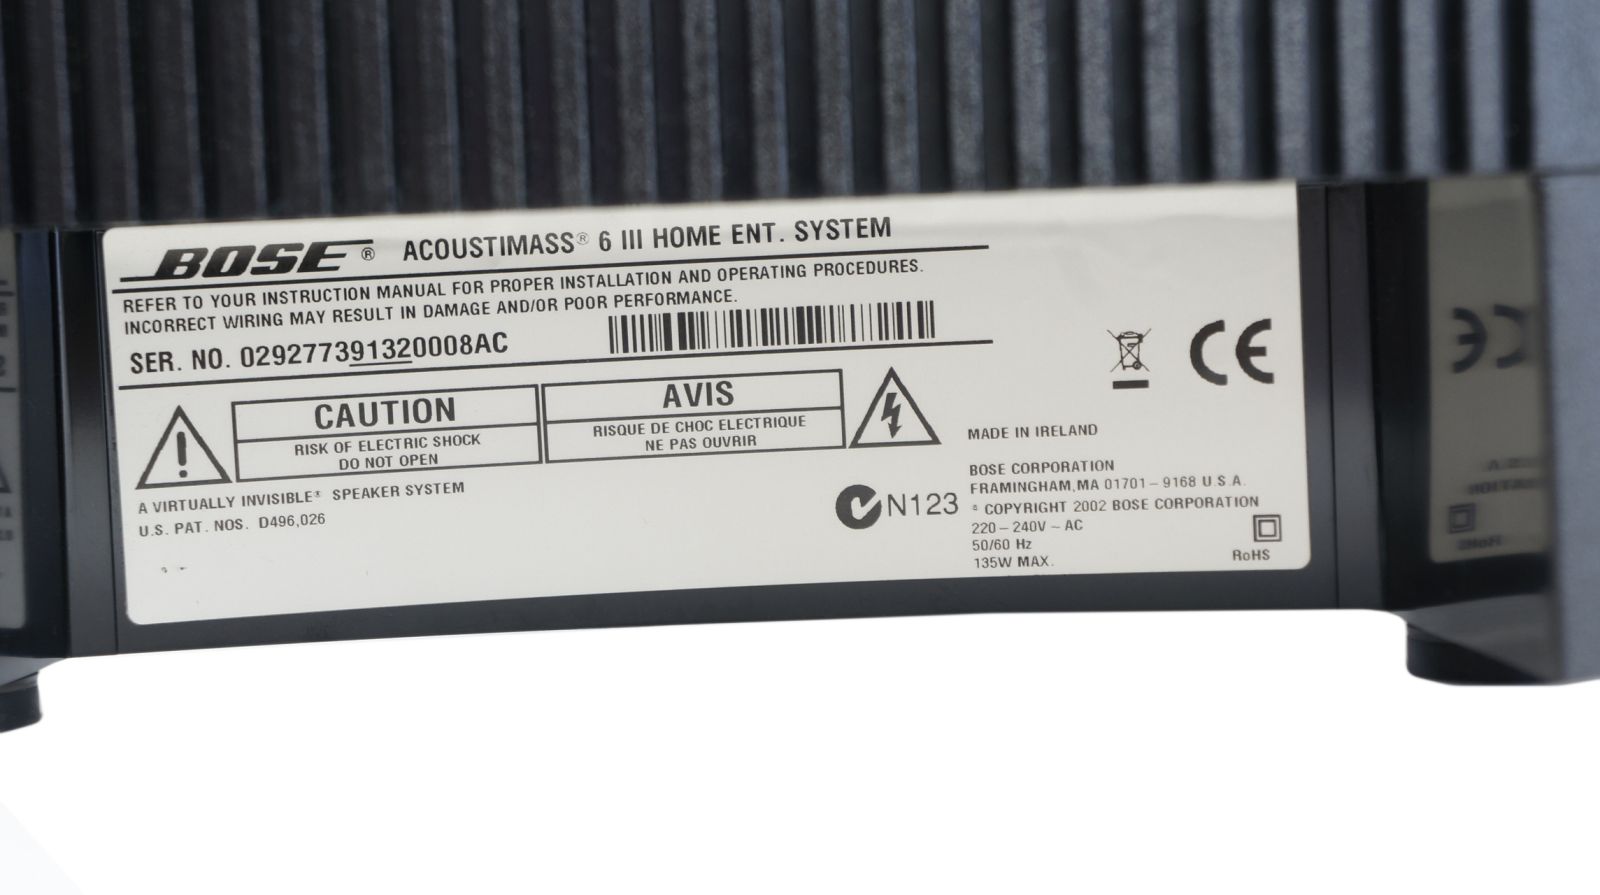 BOSE® ACOUSTIMASS® 6 III HOME ENT. SYSTEM
REFER TO YOUR INSTRUCTION MANUAL FOR PROPER INSTALLATION AND OPERATING PROCEDURES.
INCORRECT WIRING MAY RESULT IN DAMAGE AND/OR POOR PERFORMANCE.
SER. NO. 029277391320008AC
CAUTION
RISK OF ELECTRIC SHOCK
DO NOT OPEN
AVIS
RISQUE DE CHOC ELECTRIQUE
NE PAS OUVRIR
A VIRTUALLY INVISIBLE® SPEAKER SYSTEM
U.S. PAT. NOS. D496,026
CE
MADE IN IRELAND
BOSE CORPORATION
FRAMINGHAM,MA 01701-9168 U.S.A.
© COPYRIGHT 2002 BOSE CORPORATION
N123
220-240V ~ AC
50/60 Hz
135W MAX.
RoHS